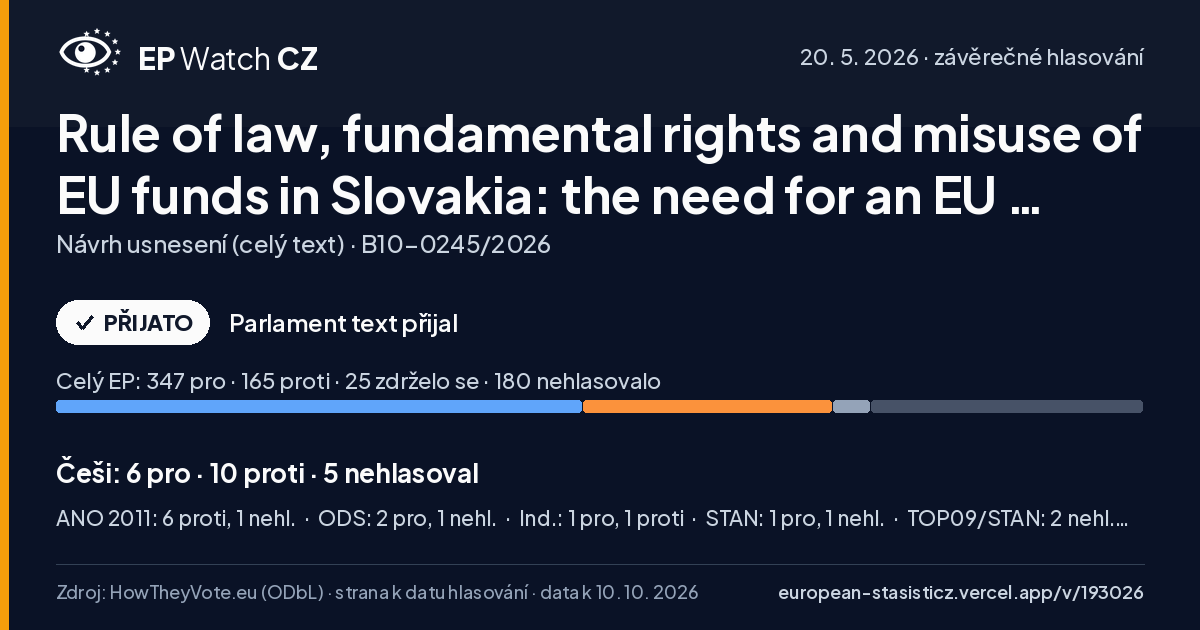 EP Watch CZ
20. 5. 2026 · závěrečné hlasování
Rule of law, fundamental rights and misuse of
EU funds in Slovakia: the need for an EU …
Návrh usnesení (celý text) · B10-0245/2026
✓ PŘIJATO
Parlament text přijal
Celý EP: 347 pro · 165 proti · 25 zdrželo se · 180 nehlasovalo
Češi: 6 pro · 10 proti · 5 nehlasoval
ANO 2011: 6 proti, 1 nehl. · ODS: 2 pro, 1 nehl. · Ind.: 1 pro, 1 proti · STAN: 1 pro, 1 nehl. · TOP09/STAN: 2 nehl.…
Zdroj: HowTheyVote.eu (ODbL) · strana k datu hlasování · data k 10. 10. 2026
european-stasisticz.vercel.app/v/193026